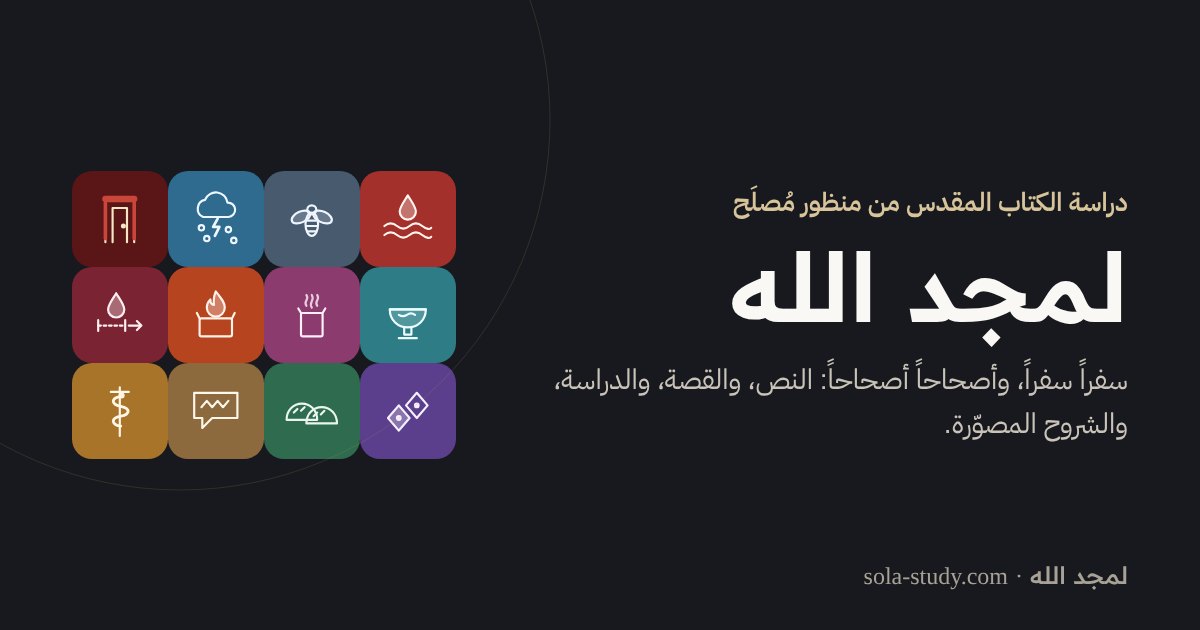 دراسة الكتاب المقدس من منظور مُصلَح
لمجد الله
سفراً سفراً، وأصحاحاً أصحاحاً: النص، والقصة، والدراسة،
والشروح المصوّرة.
لمجد الله · sola-study.com